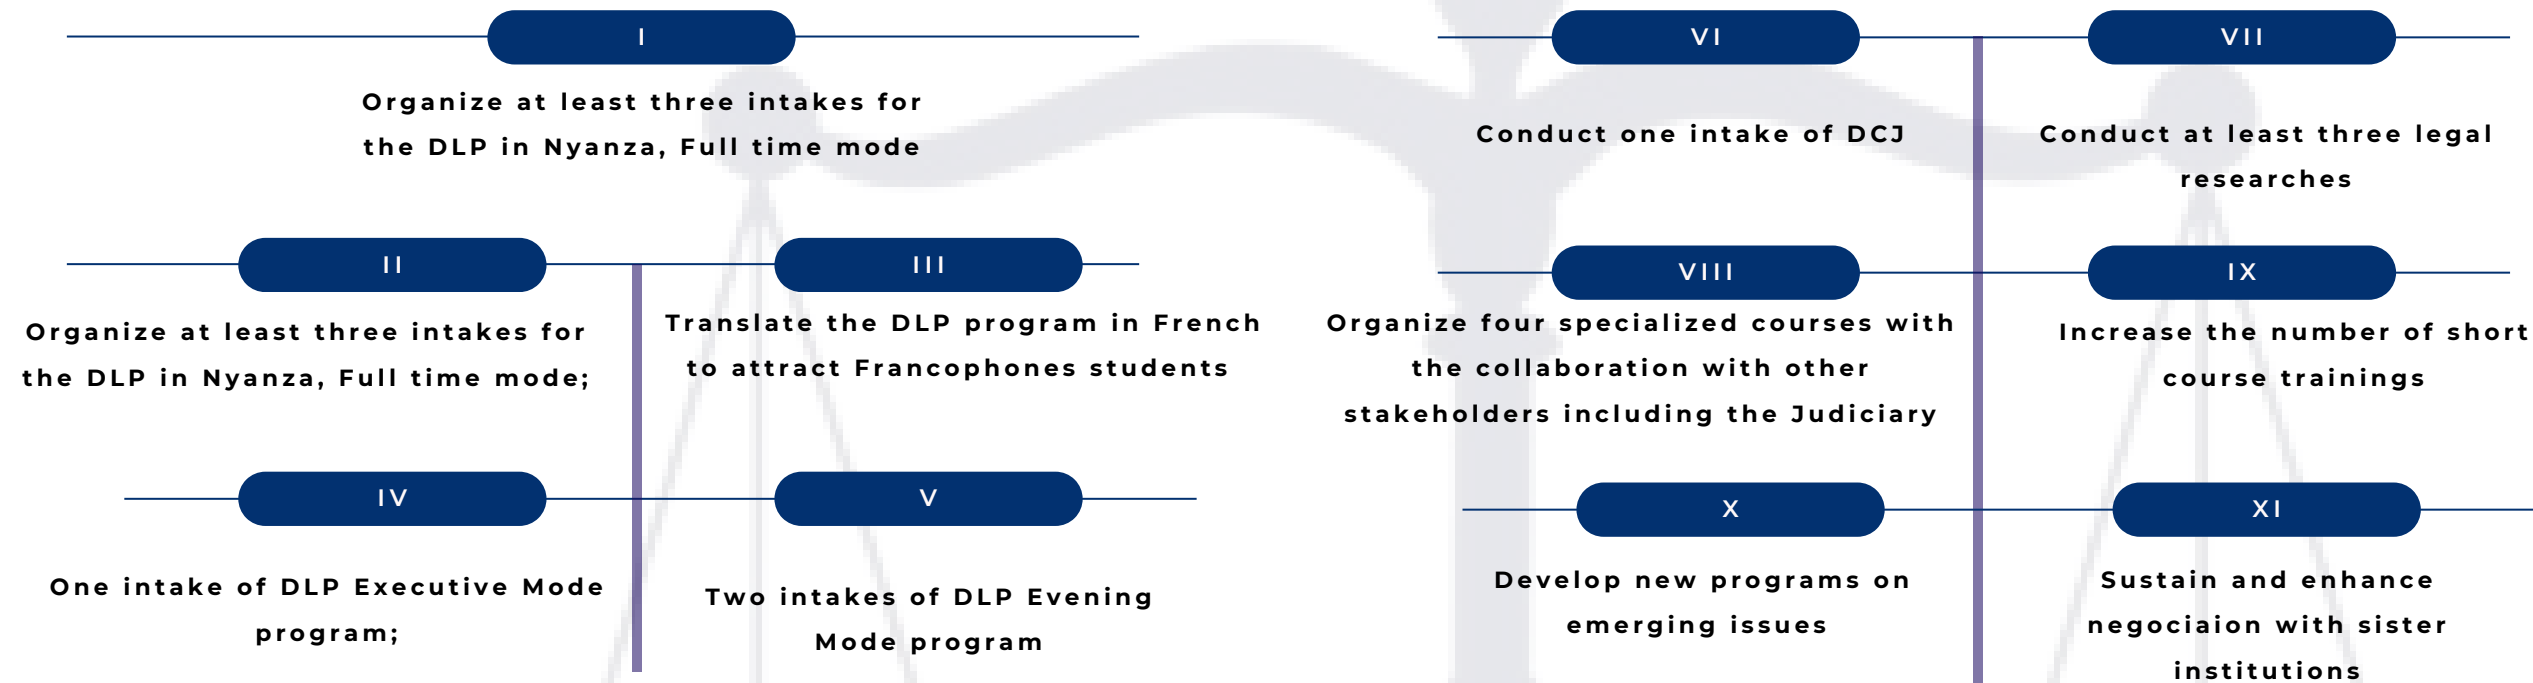 I
Organize at least three intakes for
the DLP in Nyanza, Full time mode
II
Organize at least three intakes for
the DLP in Nyanza, Full time mode;
III
Translate the DLP program in French
to attract Francophones students
IV
One intake of DLP Executive Mode
program;
V
Two intakes of DLP Evening
Mode program
VI
Conduct one intake of DCJ
VII
Conduct at least three legal
researches
VIII
Organize four specialized courses with
the collaboration with other
stakeholders including the Judiciary
IX
Increase the number of short
course trainings
X
Develop new programs on
emerging issues
XI
Sustain and enhance
negociaion with sister
institutions